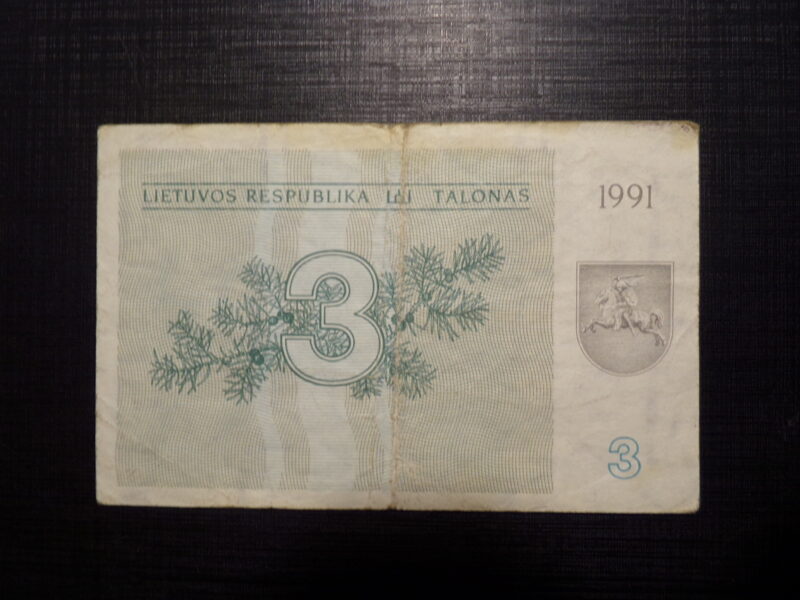 LIETUVOS RESPUBLIKA TALONAS
1991
3
3